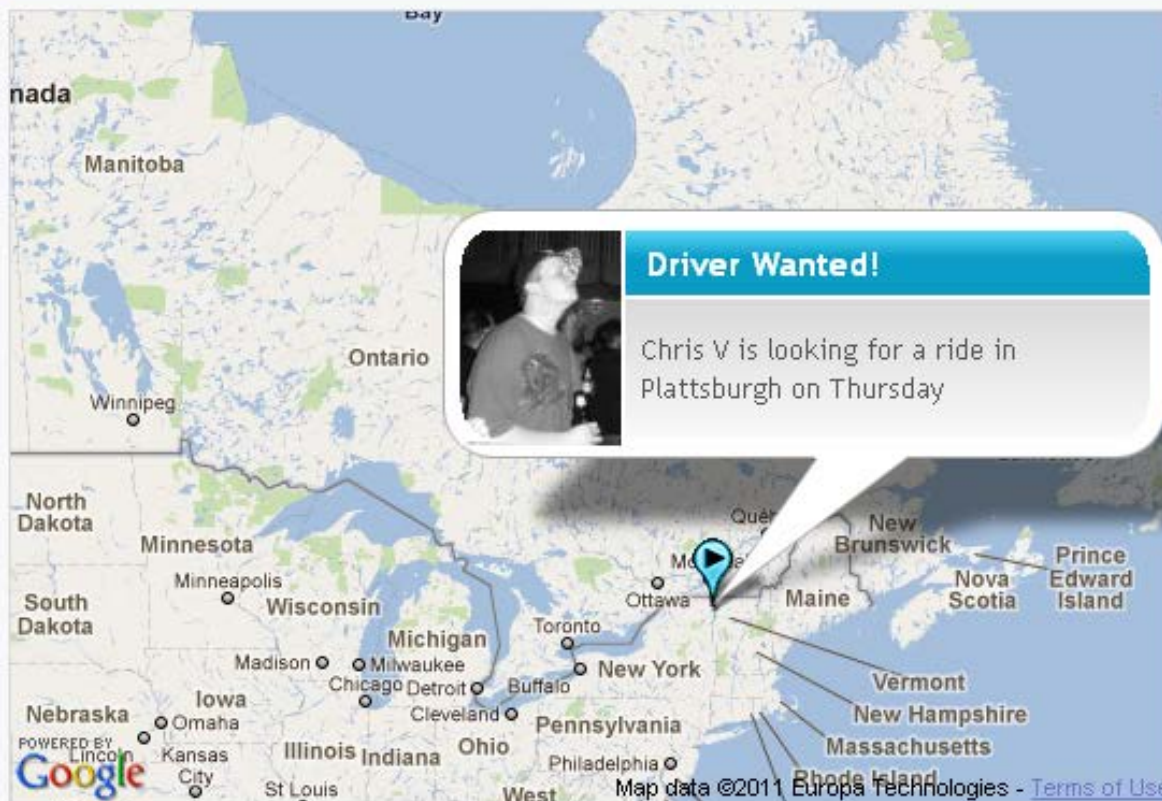 Bay
nada
Manitoba
Driver Wanted!
Chris V is looking for a ride in
Plattsburgh on Thursday
Ontario
Winnipeg
North
Dakota
Minnesota
Minneapolis
South
Dakota
Wisconsin
Michigan
Ottawa
Toronto
New
Brunswick
Prince
Edward
Island
Nova
Scotia
Maine
Madison
Milwaukee
Chicago
Detroit
Buffalo
New York
Vermont
Iowa
Nebraska
Omaha
Cleveland
Pennsylvania
New Hampshire
Massachusetts
POWERED BY
Google
Lincoln
Kansas
City
Illinois
Indiana
Ohio
Philadelphia
Rhode Island
St Louis
West
Map data ©2011 Europa Technologies - Terms of Use